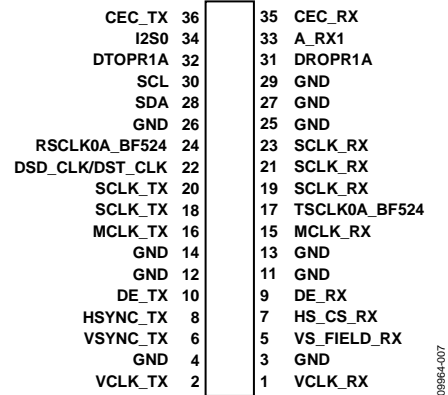 CEC_TX 36 35 CEC_RX
I2S0 34 33 A_RX1
DTOPR1A 32 31 DROPR1A
SCL 30 29 GND
SDA 28 27 GND
GND 26 25 GND
RSCLK0A_BF524 24 23 SCLK_RX
DSD_CLK/DST_CLK 22 21 SCLK_RX
SCLK_TX 20 19 SCLK_RX
SCLK_TX 18 17 TSCLK0A_BF524
MCLK_TX 16 15 MCLK_RX
GND 14 13 GND
GND 12 11 GND
DE_TX 10 9 DE_RX
HSYNC_TX 8 7 HS_CS_RX
VSYNC_TX 6 5 VS_FIELD_RX
GND 4 3 GND
VCLK_TX 2 1 VCLK_RX
09964-007